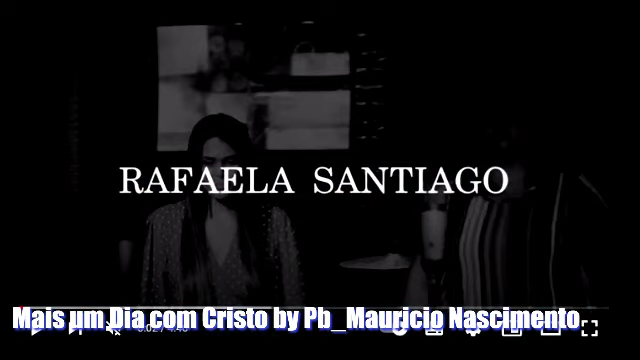 RAFAELA SANTIAGO
Mais um Dia com Cristo by Pb_Mauricio Nascimento